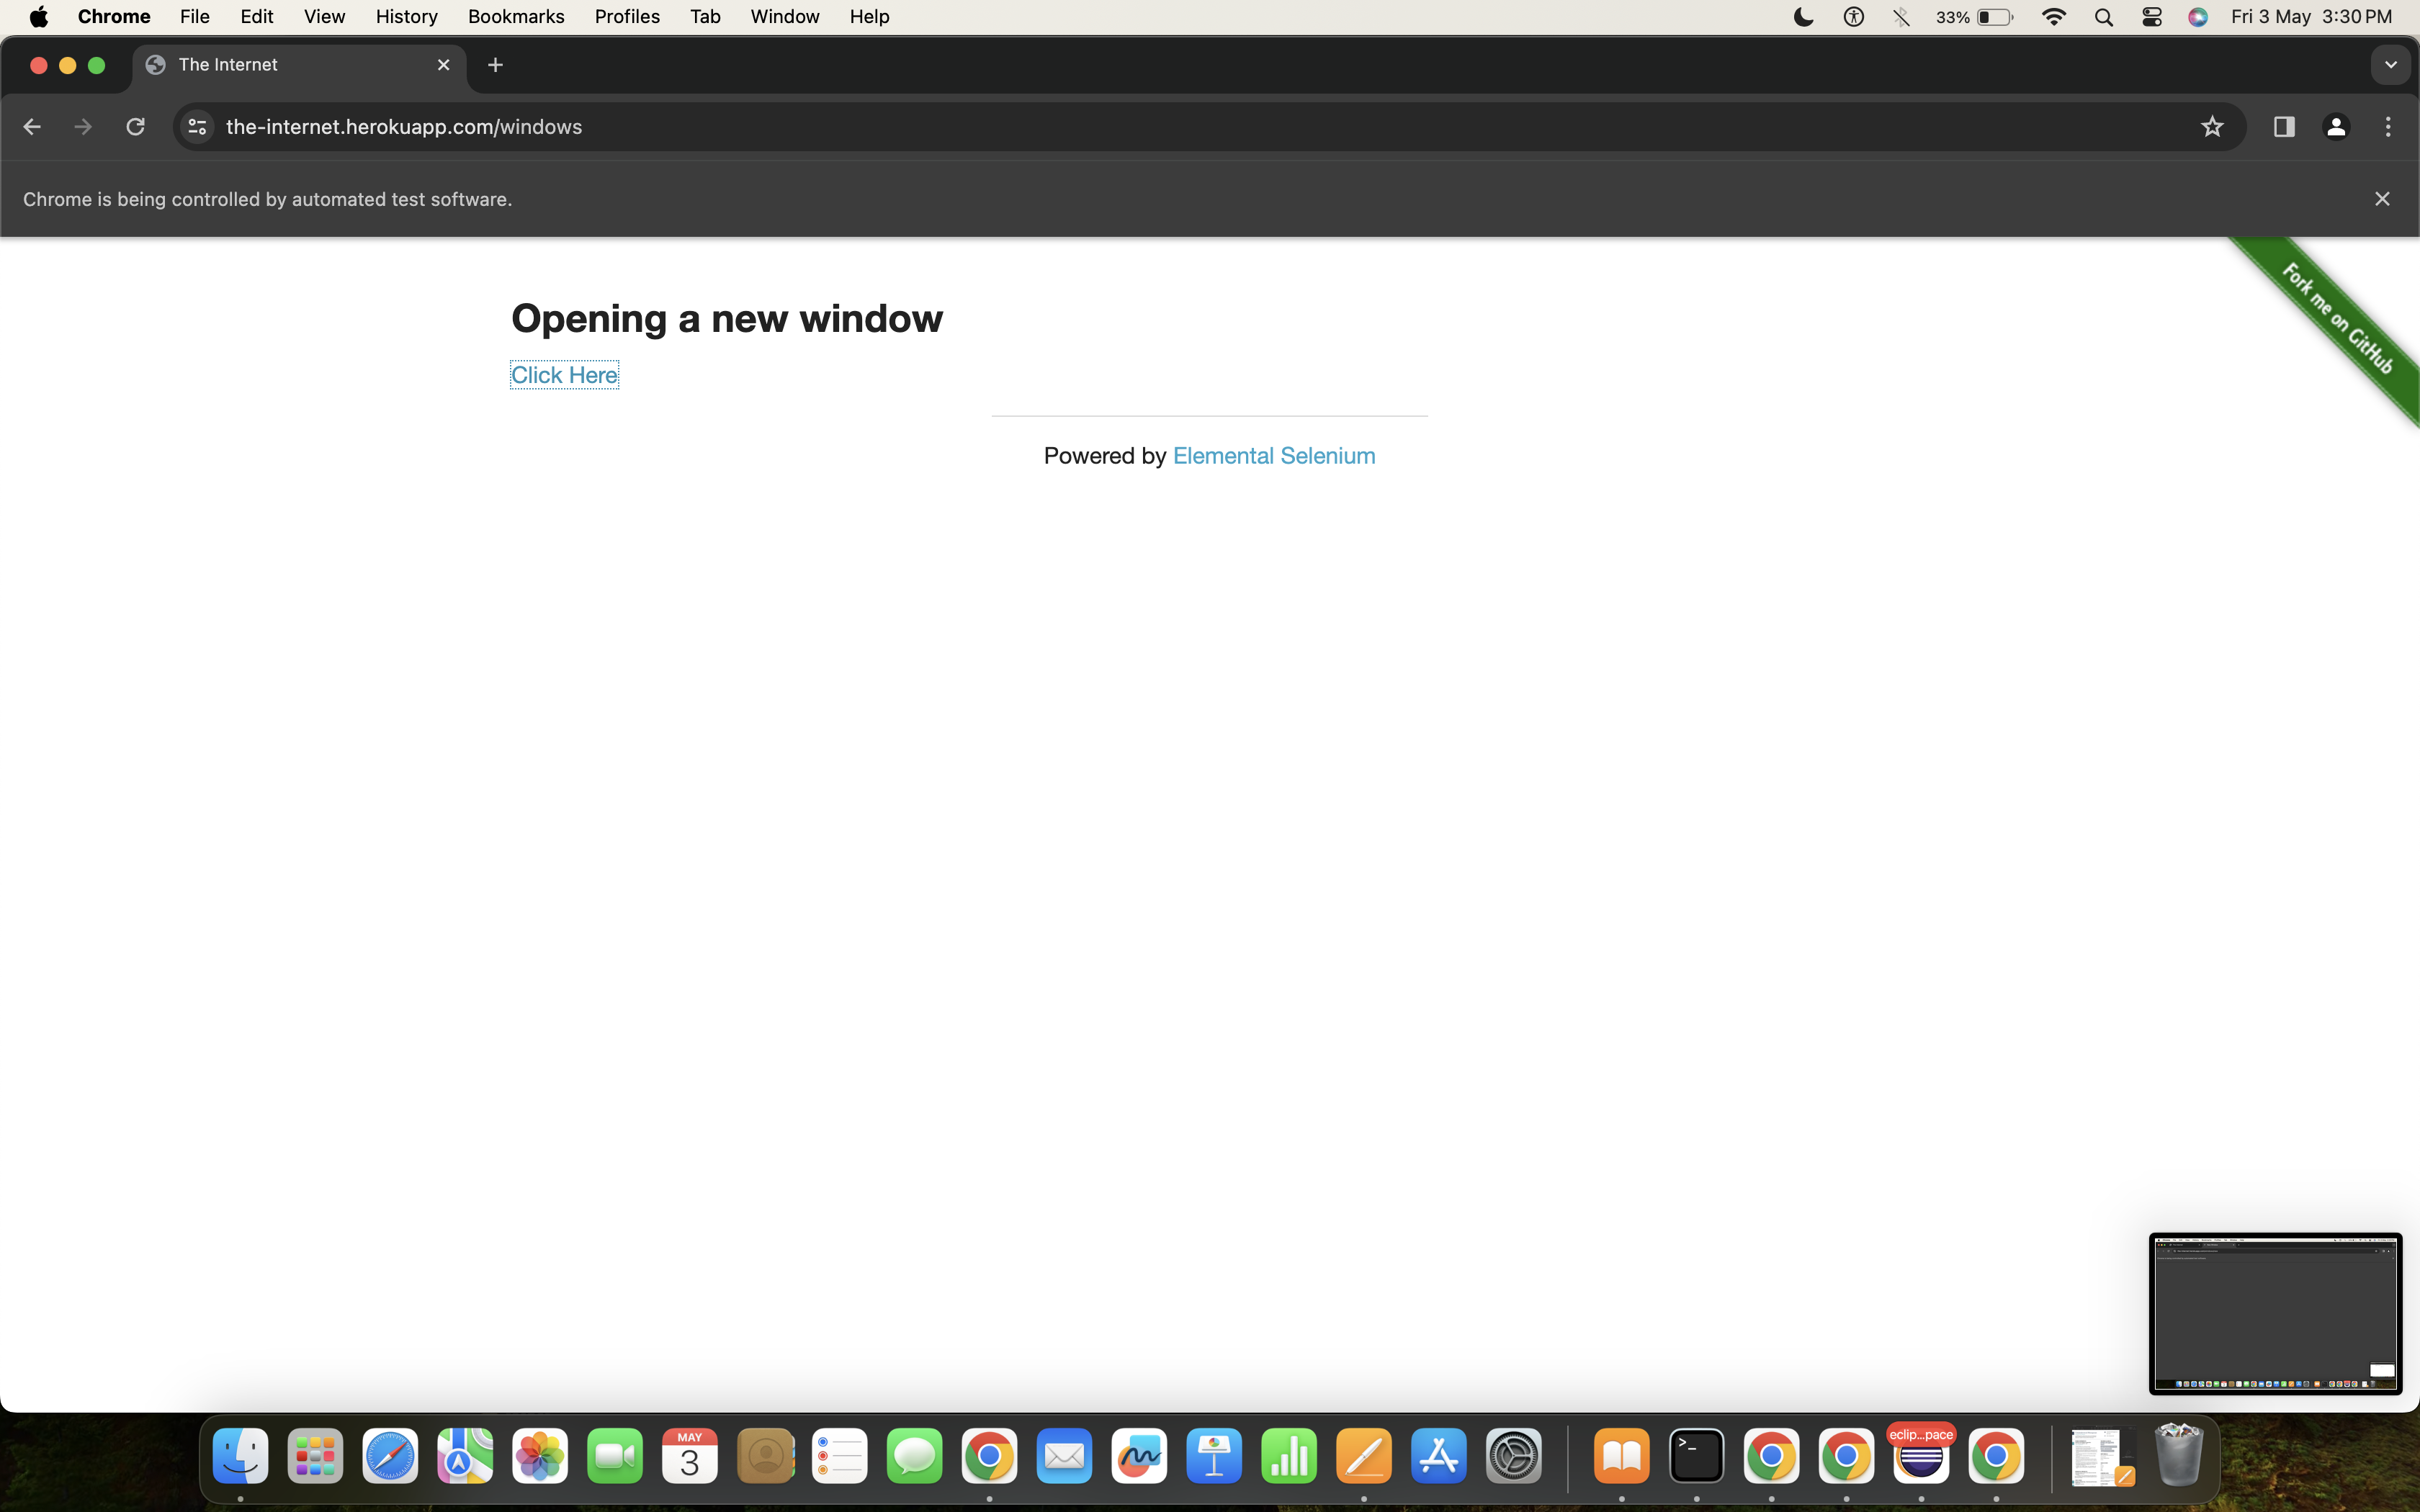 Chrome File Edit View History Bookmarks Profiles Tab Window Help 33% Fri 3 May 3:30 PM
The Internet
the-internet.herokuapp.com/windows
Chrome is being controlled by automated test software.
Fork me on GitHub
Opening a new window
Click Here
Powered by Elemental Selenium
MAY
3
eclip...pace